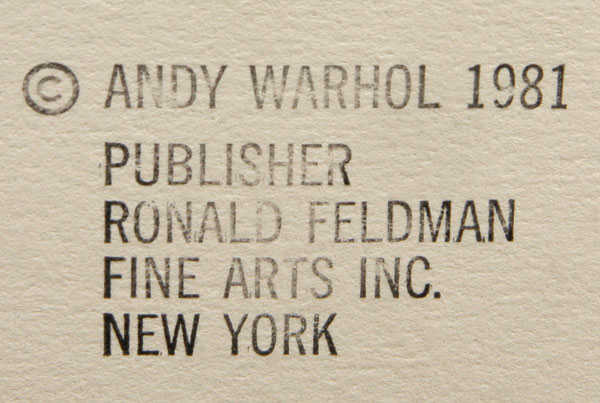 © ANDY WARHOL 1981
PUBLISHER
RONALD FELDMAN
FINE ARTS INC.
NEW YORK